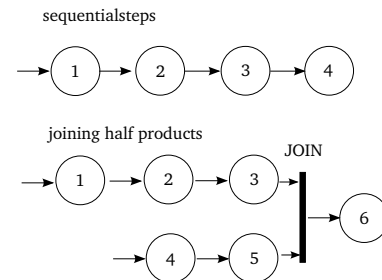 sequentialsteps
1 2 3 4
joining half products
JOIN
1 2 3
6
4 5